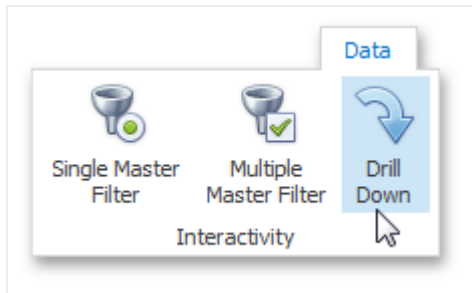 Data
Single Master
Filter
Multiple
Master Filter
Drill
Down
Interactivity